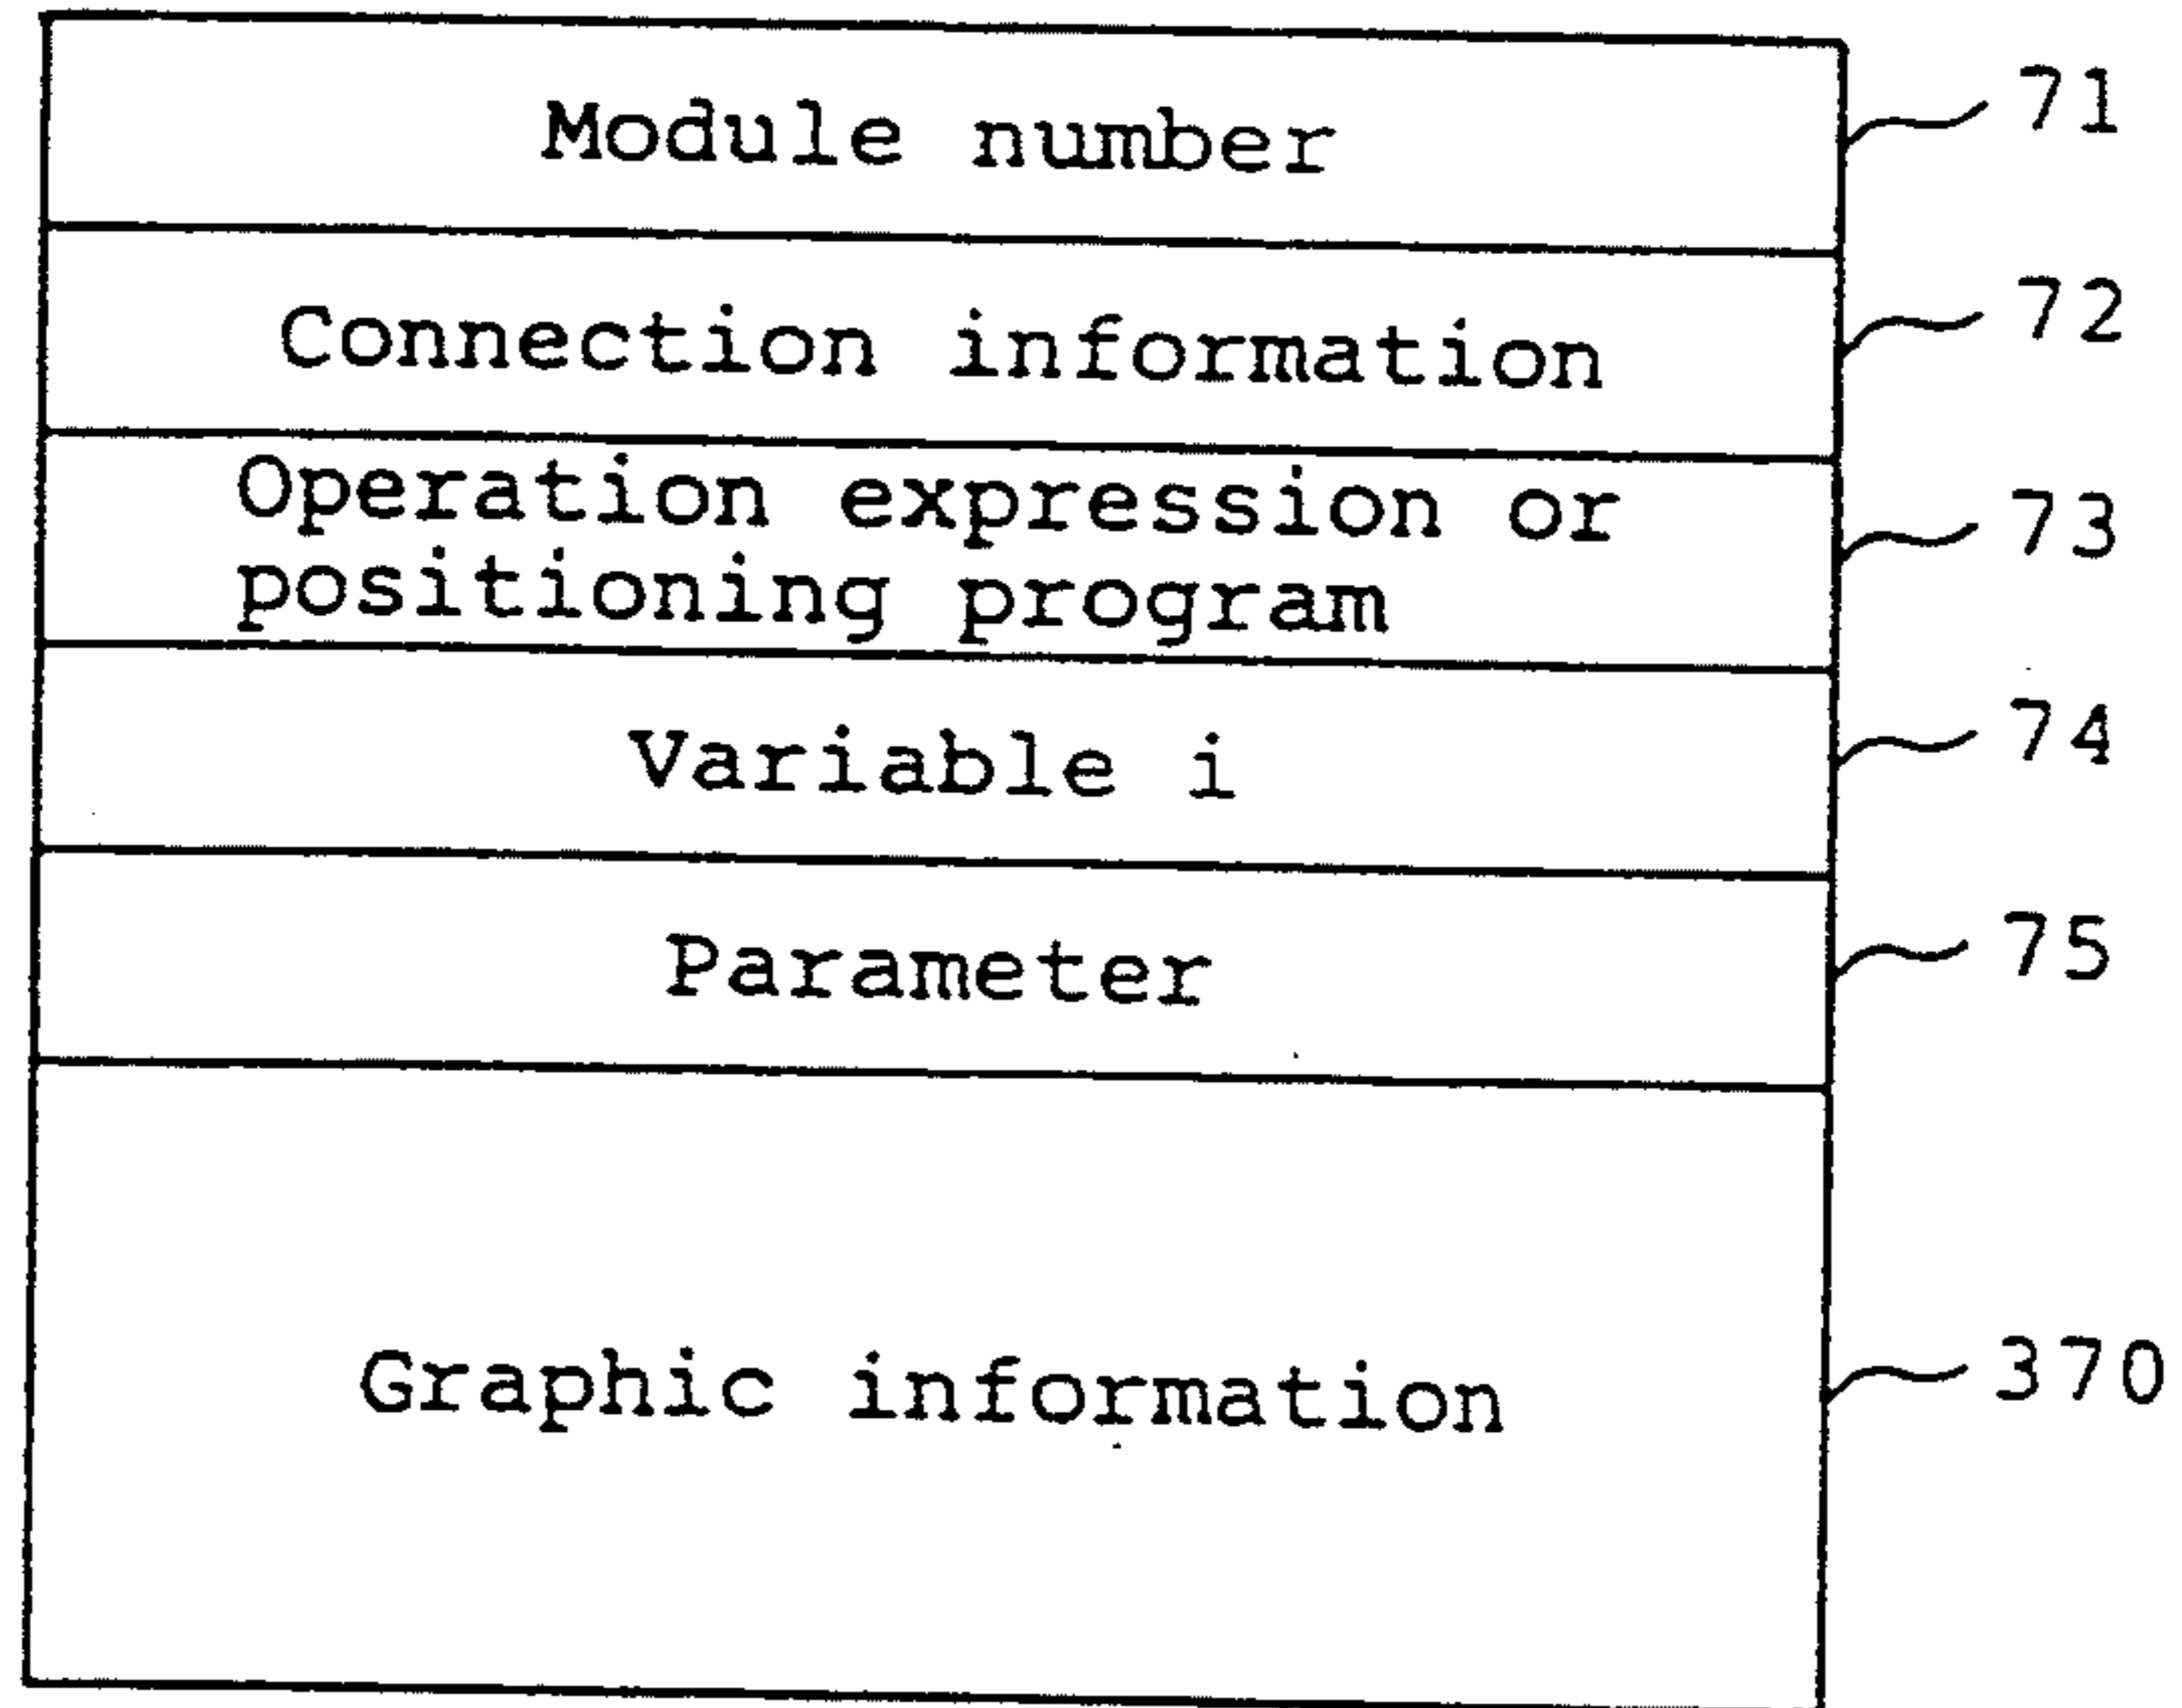 Module number 71
Connection information 72
Operation expression or
positioning program 73
Variable i 74
Parameter 75
Graphic information 370